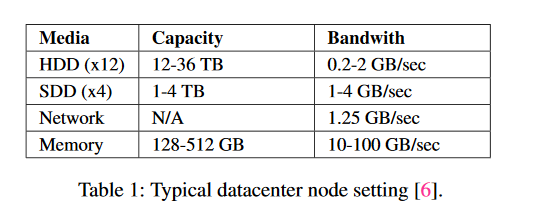 Media Capacity Bandwith
HDD (x12) 12-36 TB 0.2-2 GB/sec
SDD (x4) 1-4 TB 1-4 GB/sec
Network N/A 1.25 GB/sec
Memory 128-512 GB 10-100 GB/sec
Table 1: Typical datacenter node setting [6].